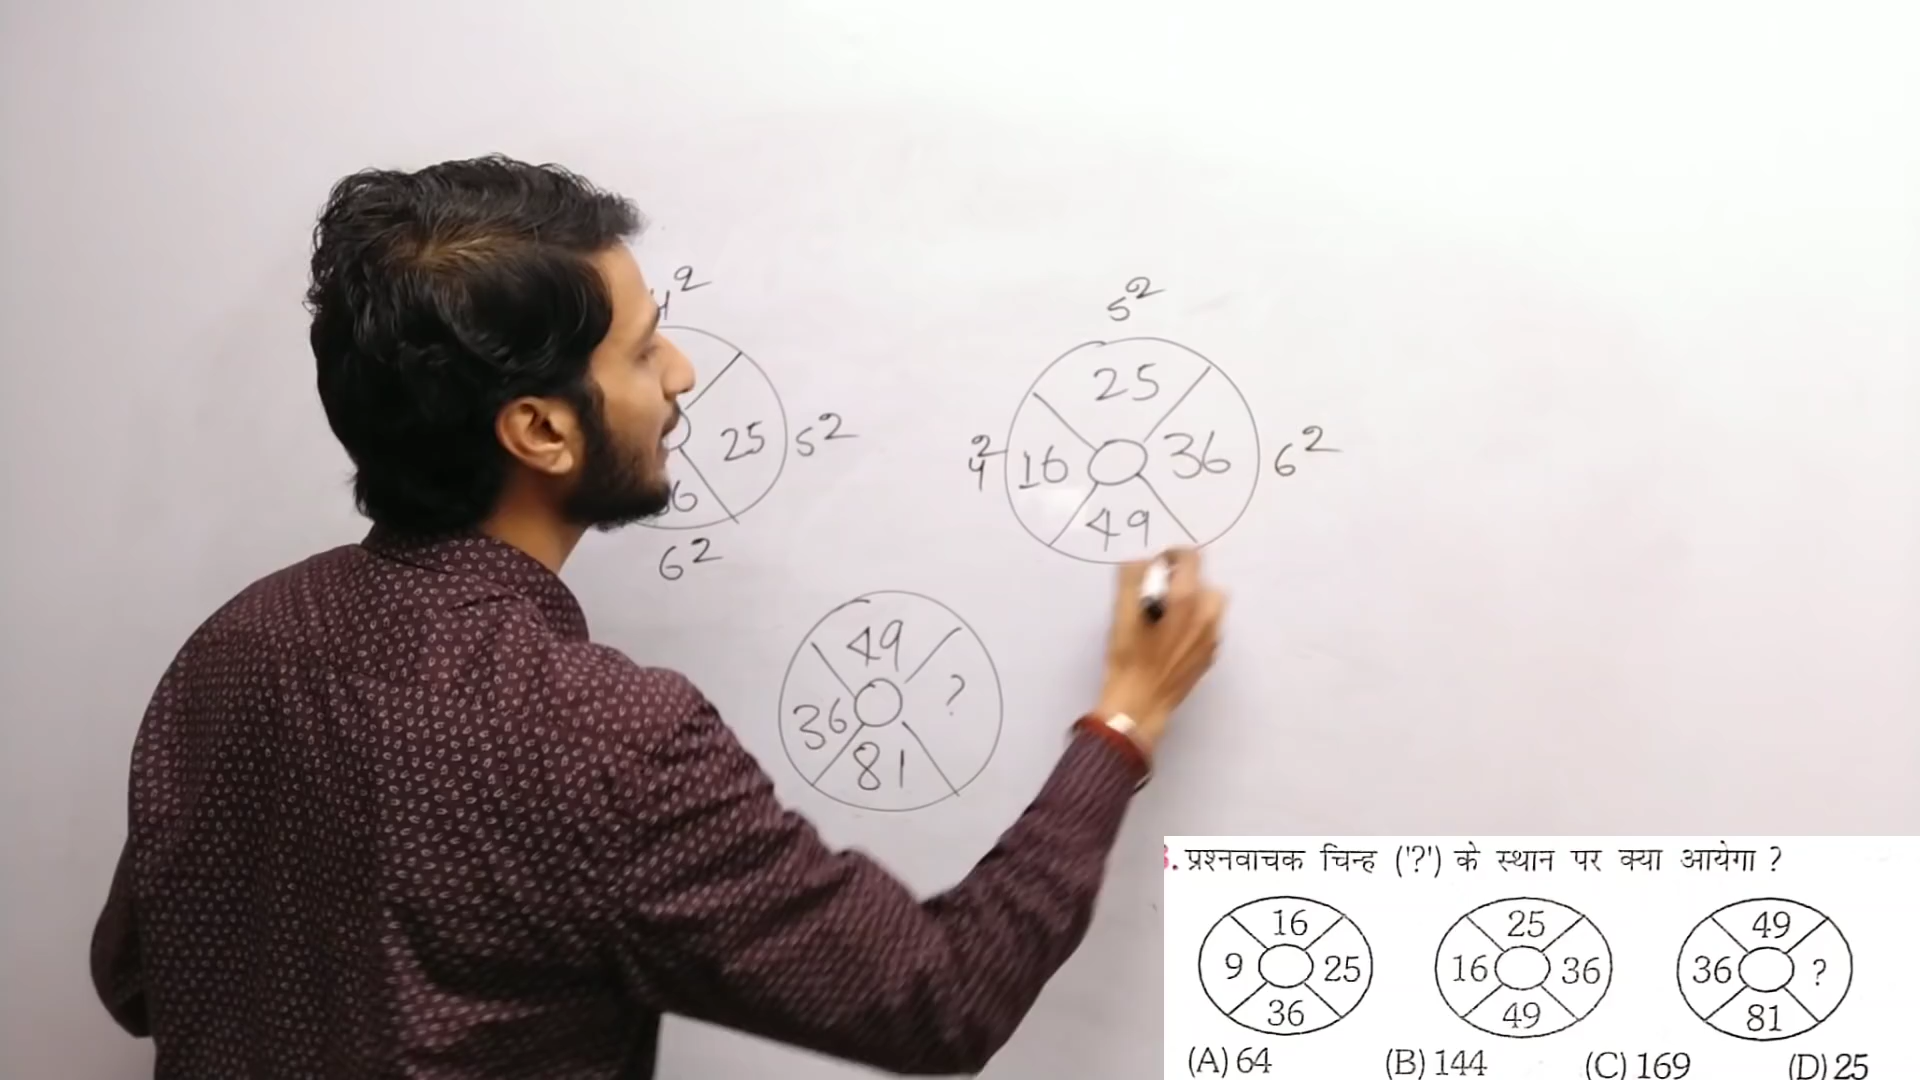 5²
25
25 5²
4² 16 36 6²
49
6²
49
36 ?
81
. प्रश्नवाचक चिन्ह ('?') के स्थान पर क्या आयेगा ?
16 25 49
9 25 16 36 36 ?
36 49 81
(A) 64 (B) 144 (C) 169 (D) 25